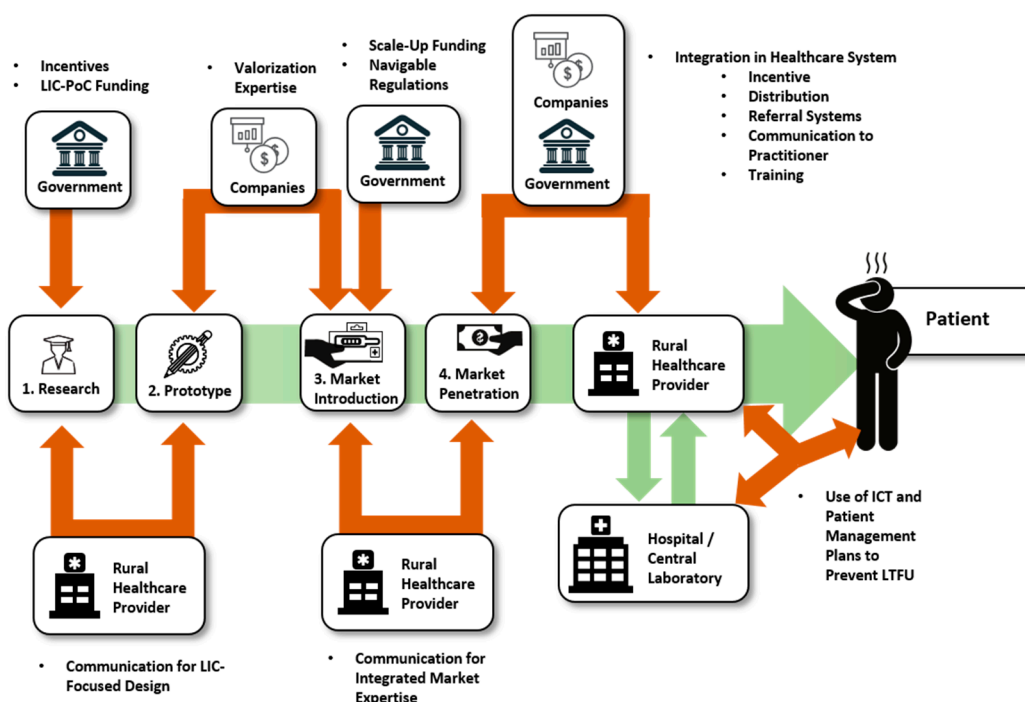 • Incentives
• LIC-PoC Funding
Government
• Valorization
Expertise
Companies
• Scale-Up Funding
• Navigable
Regulations
Government
Companies
Government
• Integration in Healthcare System
• Incentive
• Distribution
• Referral Systems
• Communication to
Practitioner
• Training
1. Research
2. Prototype
3. Market
Introduction
4. Market
Penetration
Rural
Healthcare
Provider
Patient
Rural
Healthcare
Provider
• Communication for LIC-
Focused Design
Rural
Healthcare
Provider
• Communication for
Integrated Market
Expertise
Hospital /
Central
Laboratory
• Use of ICT and
Patient
Management
Plans to
Prevent LTFU